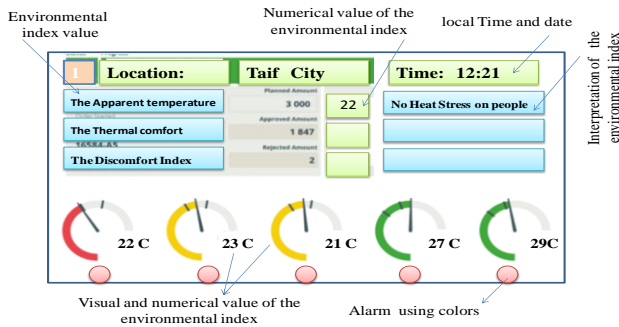 Environmental
index value
Numerical value of the
environmental index
local Time and date
Interpretation of the
environmental index
1
Location:
Taif City
Time: 12:21
The Apparent temperature
Planned Amount
3 000
22
No Heat Stress on people
The Thermal comfort
Approved Amount
1 847
16584-A5
The Discomfort Index
Rejected Amount
2
22 C
23 C
21 C
27 C
29C
Visual and numerical value of the
environmental index
Alarm using colors